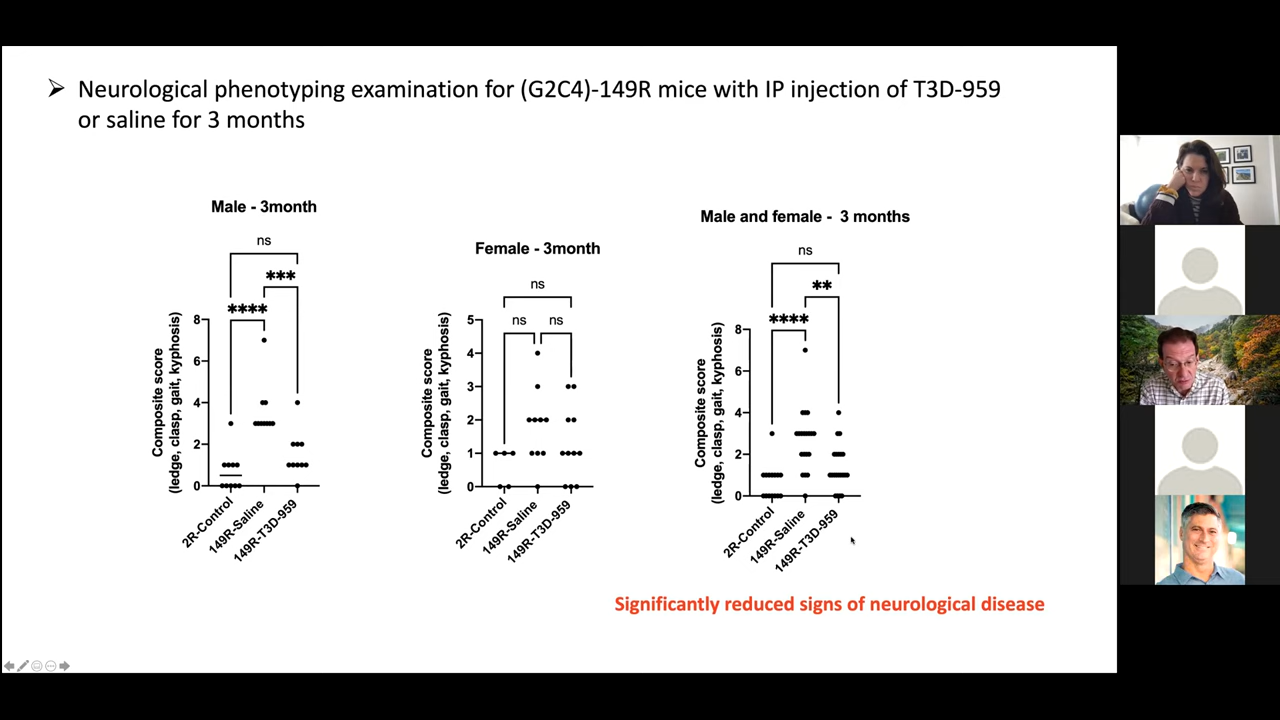 Neurological phenotyping examination for (G2C4)-149R mice with IP injection of T3D-959
or saline for 3 months
Male - 3month
ns
***
****
8
6
4
2
0
Composite score
(ledge, clasp, gait, kyphosis)
2R-Control
149R-Saline
149R-T3D-959
Female - 3month
ns
ns
ns
5
4
3
2
1
0
Composite score
(ledge, clasp, gait, kyphosis)
2R-Control
149R-Saline
149R-T3D-959
Male and female - 3 months
ns
**
****
8
6
4
2
0
Composite score
(ledge, clasp, gait, kyphosis)
2R-Control
149R-Saline
149R-T3D-959
Significantly reduced signs of neurological disease